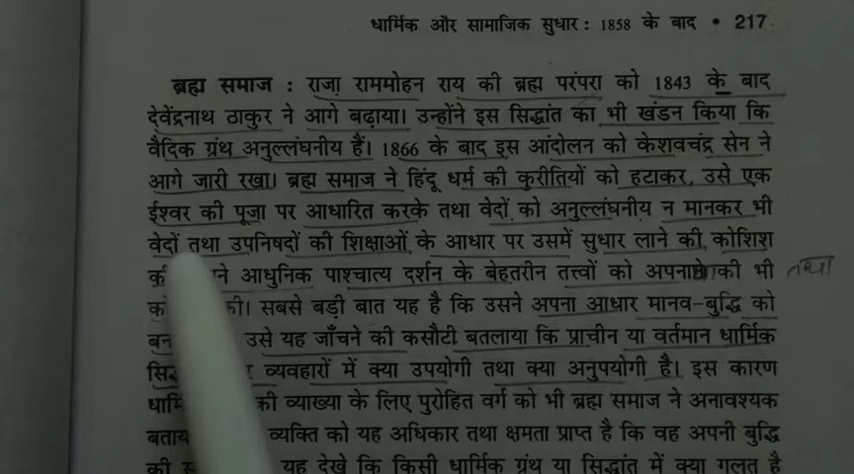 धार्मिक और सामाजिक सुधार : 1858 के बाद • 217
ब्रह्म समाज : राजा राममोहन राय की ब्रह्म परंपरा को 1843 के बाद
देवेंद्रनाथ ठाकुर ने आगे बढ़ाया। उन्होंने इस सिद्धांत का भी खंडन किया कि
वैदिक ग्रंथ अनुल्लंघनीय हैं। 1866 के बाद इस आंदोलन को केशवचंद्र सेन ने
आगे जारी रखा। ब्रह्म समाज ने हिंदू धर्म की कुरीतियों को हटाकर, उसे एक
ईश्वर की पूजा पर आधारित करके तथा वेदों को अनुल्लंघनीय न मानकर भी
वेदों तथा उपनिषदों की शिक्षाओं के आधार पर उसमें सुधार लाने की कोशिश
ने आधुनिक पाश्चात्य दर्शन के बेहतरीन तत्त्वों को अपनाने की भी तथा
की। सबसे बड़ी बात यह है कि उसने अपना आधार मानव-बुद्धि को
उसे यह जाँचने की कसौटी बतलाया कि प्राचीन या वर्तमान धार्मिक
व्यवहारों में क्या उपयोगी तथा क्या अनुपयोगी है। इस कारण
की व्याख्या के लिए पुरोहित वर्ग को भी ब्रह्म समाज ने अनावश्यक
व्यक्ति को यह अधिकार तथा क्षमता प्राप्त है कि वह अपनी बुद्धि
की यह देखे कि किसी धार्मिक ग्रंथ या सिद्धांत में क्या गलत है